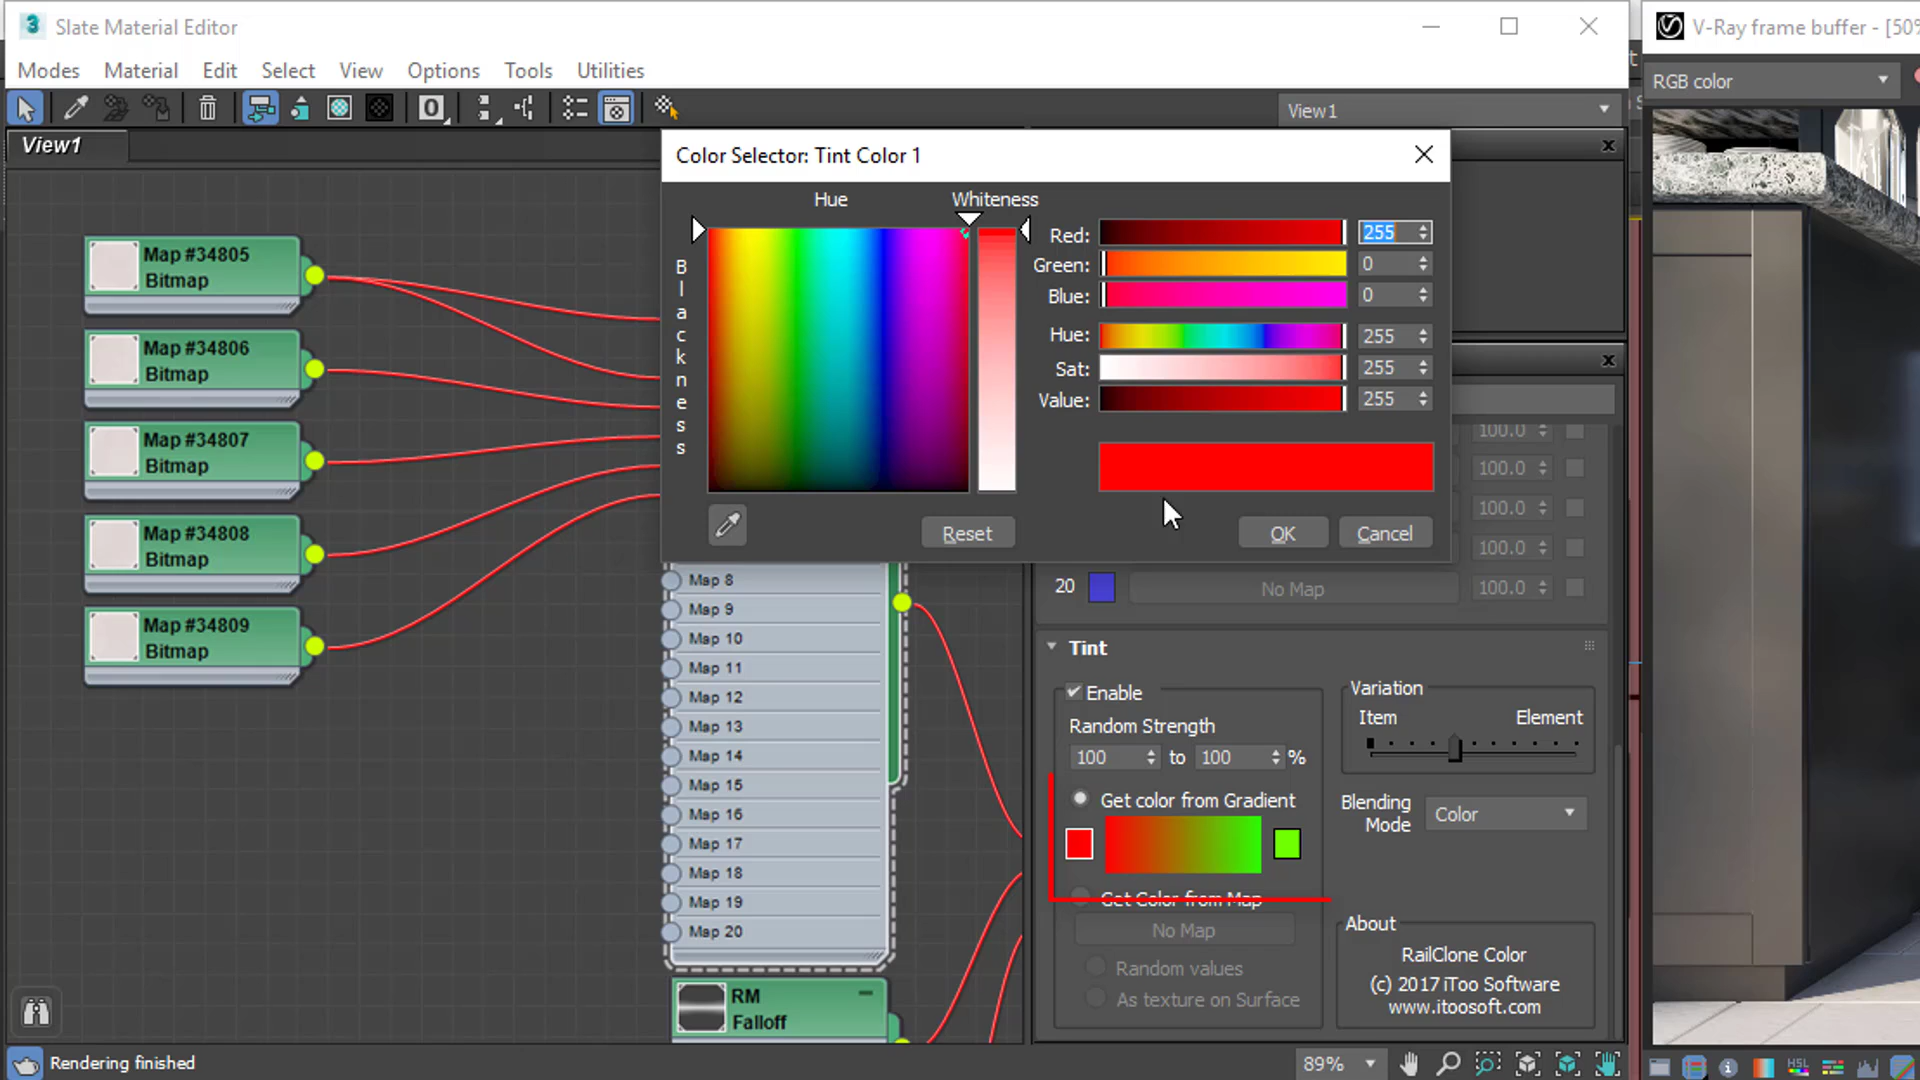 Slate Material Editor
Modes Material Edit Select View Options Tools Utilities
View1
View1
Map #34805
Bitmap
Map #34806
Bitmap
Map #34807
Bitmap
Map #34808
Bitmap
Map #34809
Bitmap
Color Selector: Tint Color 1
Hue
Whiteness
Blackness
Red: 255
Green: 0
Blue: 0
Hue: 255
Sat: 255
Value: 255
Reset
OK
Cancel
Map 8
Map 9
Map 10
Map 11
Map 12
Map 13
Map 14
Map 15
Map 16
Map 17
Map 18
Map 19
Map 20
RM
Falloff
100.0
100.0
100.0
100.0
20 No Map 100.0
Tint
Enable
Random Strength
100 to 100 %
Get color from Gradient
Get Color from Map
No Map
Random values
As texture on Surface
Variation
Item Element
Blending
Mode
Color
About
RailClone Color
(c) 2017 iToo Software
www.itoosoft.com
Rendering finished
89%
V-Ray frame buffer - [50%
RGB color
HSL